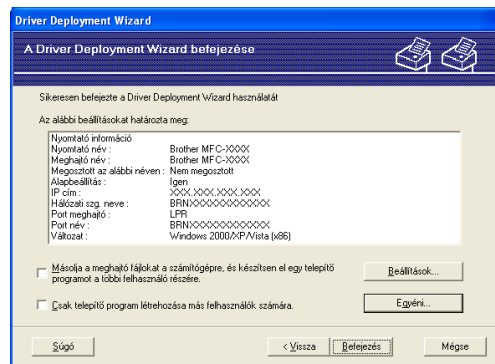 Driver Deployment Wizard
A Driver Deployment Wizard befejezése
Sikeresen befejezte a Driver Deployment Wizard használatát
Az alábbi beállításokat határozta meg:
Nyomtató információ
Nyomtató név : Brother MFC-XXXX
Meghajtó név : Brother MFC-XXXX
Megosztott az alábbi néven : Nem megosztott
Alapbeállítás : Igen
IP cím : XXX.XXX.XXX.XXX
Hálózati szg. neve : BRNXXXXXXXXXXXX
Port meghajtó : LPR
Port név : BRNXXXXXXXXXXXX
Változat : Windows 2000/XP/Vista (x86)
Másolja a meghajtó fájlokat a számítógépre, és készítsen el egy telepítő
programot a többi felhasználó részére.
Beállítások...
Csak telepítő program létrehozása más felhasználók számára.
Egyéni...
Súgó
< Vissza
Befejezés
Mégse